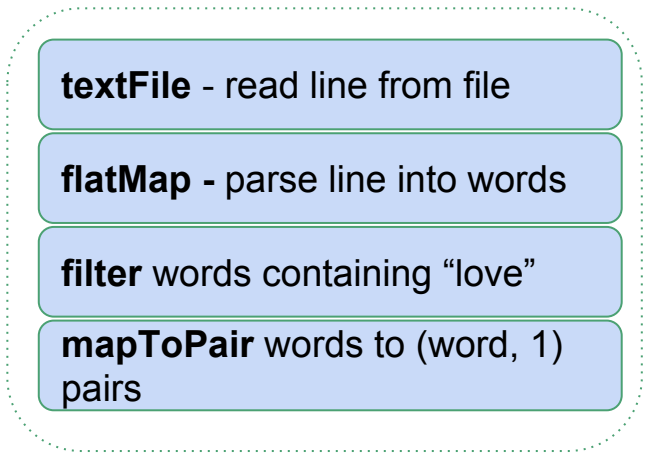 textFile - read line from file
flatMap - parse line into words
filter words containing “love”
mapToPair words to (word, 1)
pairs